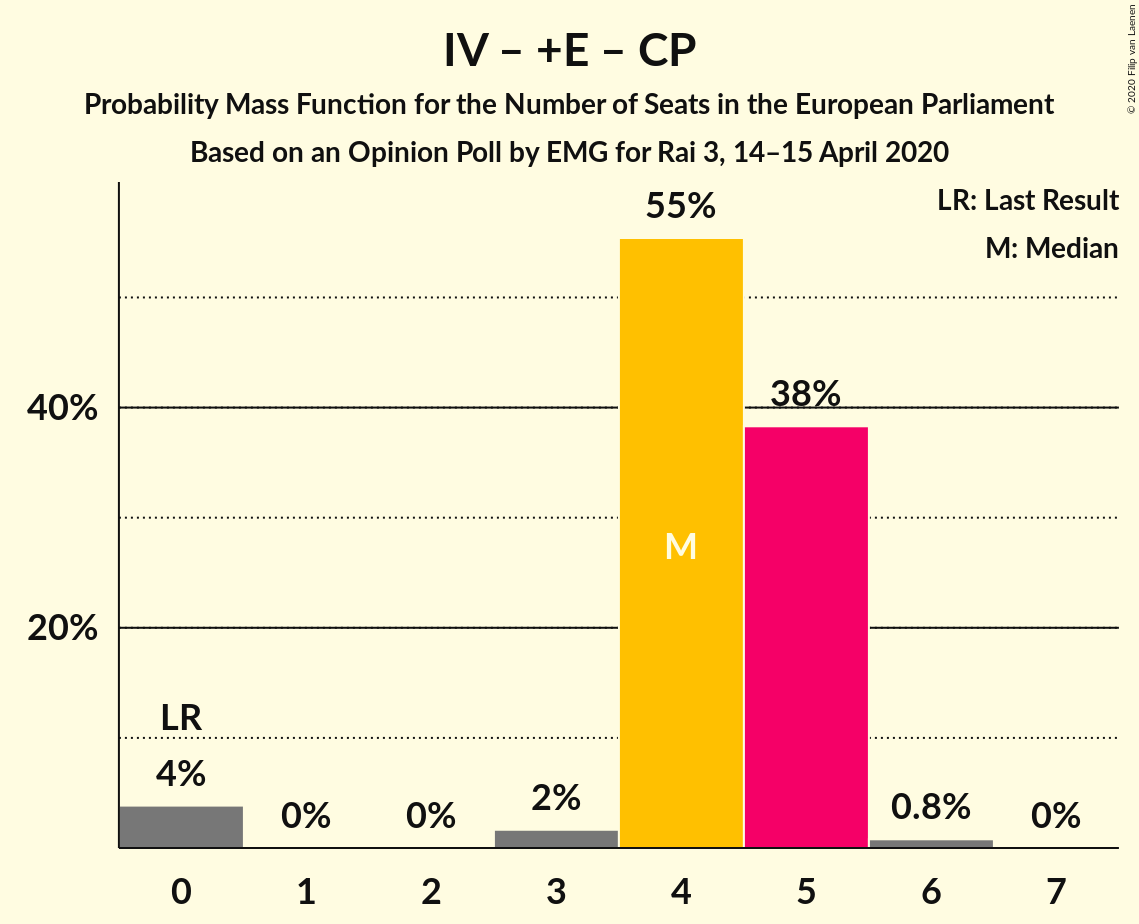 IV – +E – CP
Probability Mass Function for the Number of Seats in the European Parliament
Based on an Opinion Poll by EMG for Rai 3, 14–15 April 2020
© 2020 Filip van Laenen
LR: Last Result
M: Median
55%
38%
40%
M
20%
LR
4%
0%
0%
2%
0.8%
0%
0
1
2
3
4
5
6
7